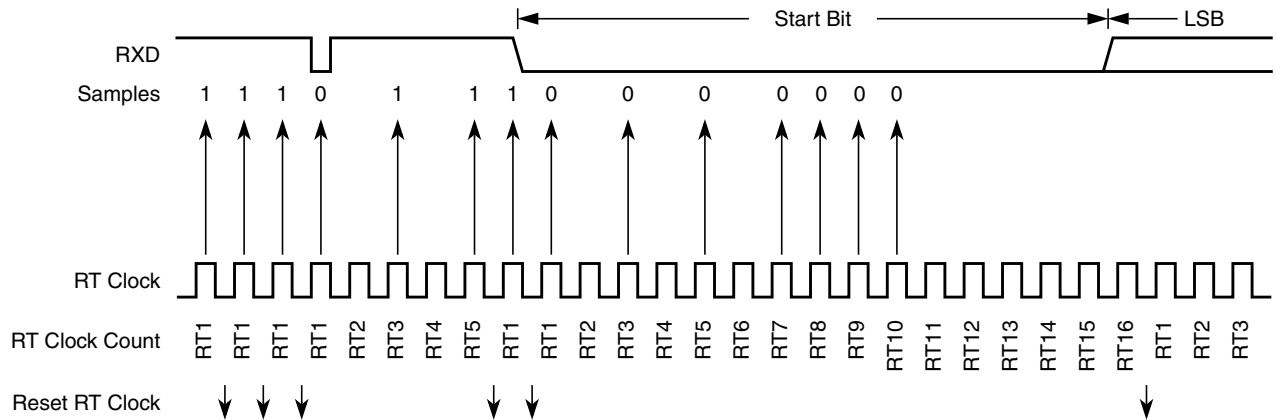 Start Bit LSB
RXD
Samples 1 1 1 0 1 1 1 0 0 0 0 0 0 0
RT Clock
RT Clock Count RT1 RT1 RT1 RT1 RT2 RT3 RT4 RT5 RT1 RT1 RT2 RT3 RT4 RT5 RT6 RT7 RT8 RT9 RT10 RT11 RT12 RT13 RT14 RT15 RT16 RT1 RT2 RT3
Reset RT Clock